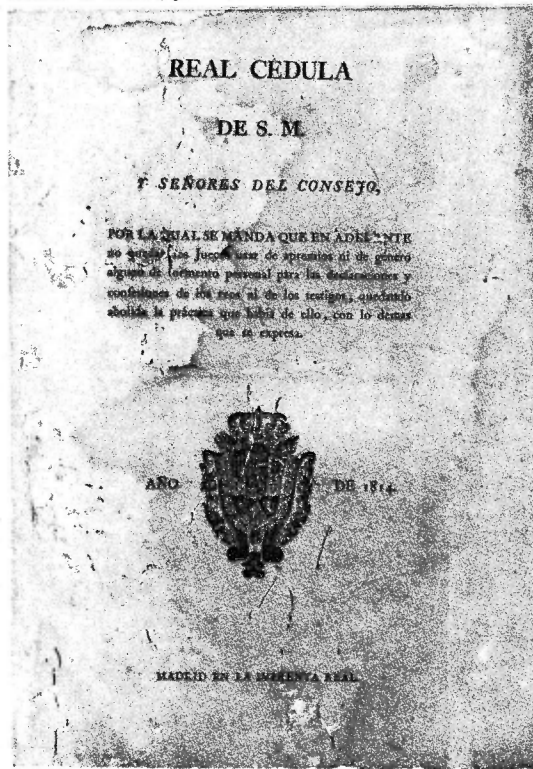 REAL CÉDULA
DE S. M.
Y SEÑORES DEL CONSEJO,
POR LA QUAL SE MANDA QUE EN ADELANTE
no puedan los Jueces usar de apremios ni de género
alguno de tormento personal para las declaraciones y
confesiones de los reos ni de los testigos, quedando
abolida la práctica que había de ello, con lo demas
que se expresa.
AÑO DE 1814.
MADRID EN LA IMPRENTA REAL.